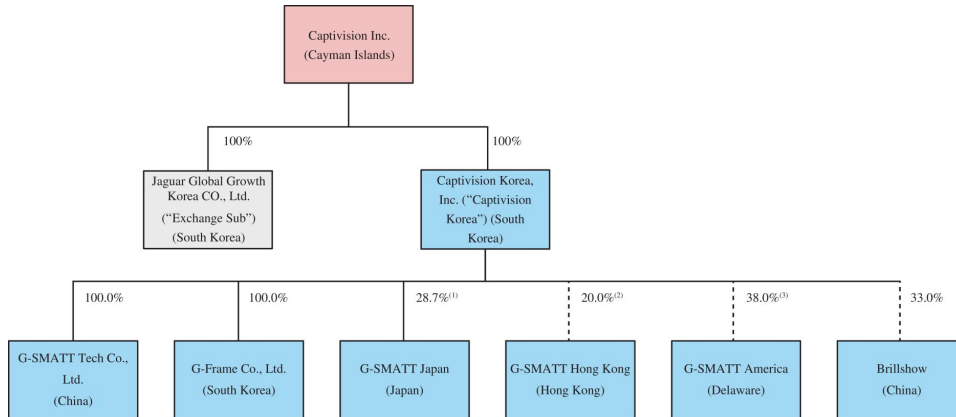 Captivision Inc.
(Cayman Islands)
100%
100%
Jaguar Global Growth
Korea CO., Ltd.
(“Exchange Sub”)
(South Korea)
Captivision Korea,
Inc. (“Captivision
Korea”) (South
Korea)
100.0%
100.0%
28.7%(1)
20.0%(2)
38.0%(3)
33.0%
G-SMATT Tech Co.,
Ltd.
(China)
G-Frame Co., Ltd.
(South Korea)
G-SMATT Japan
(Japan)
G-SMATT Hong Kong
(Hong Kong)
G-SMATT America
(Delaware)
Brillshow
(China)